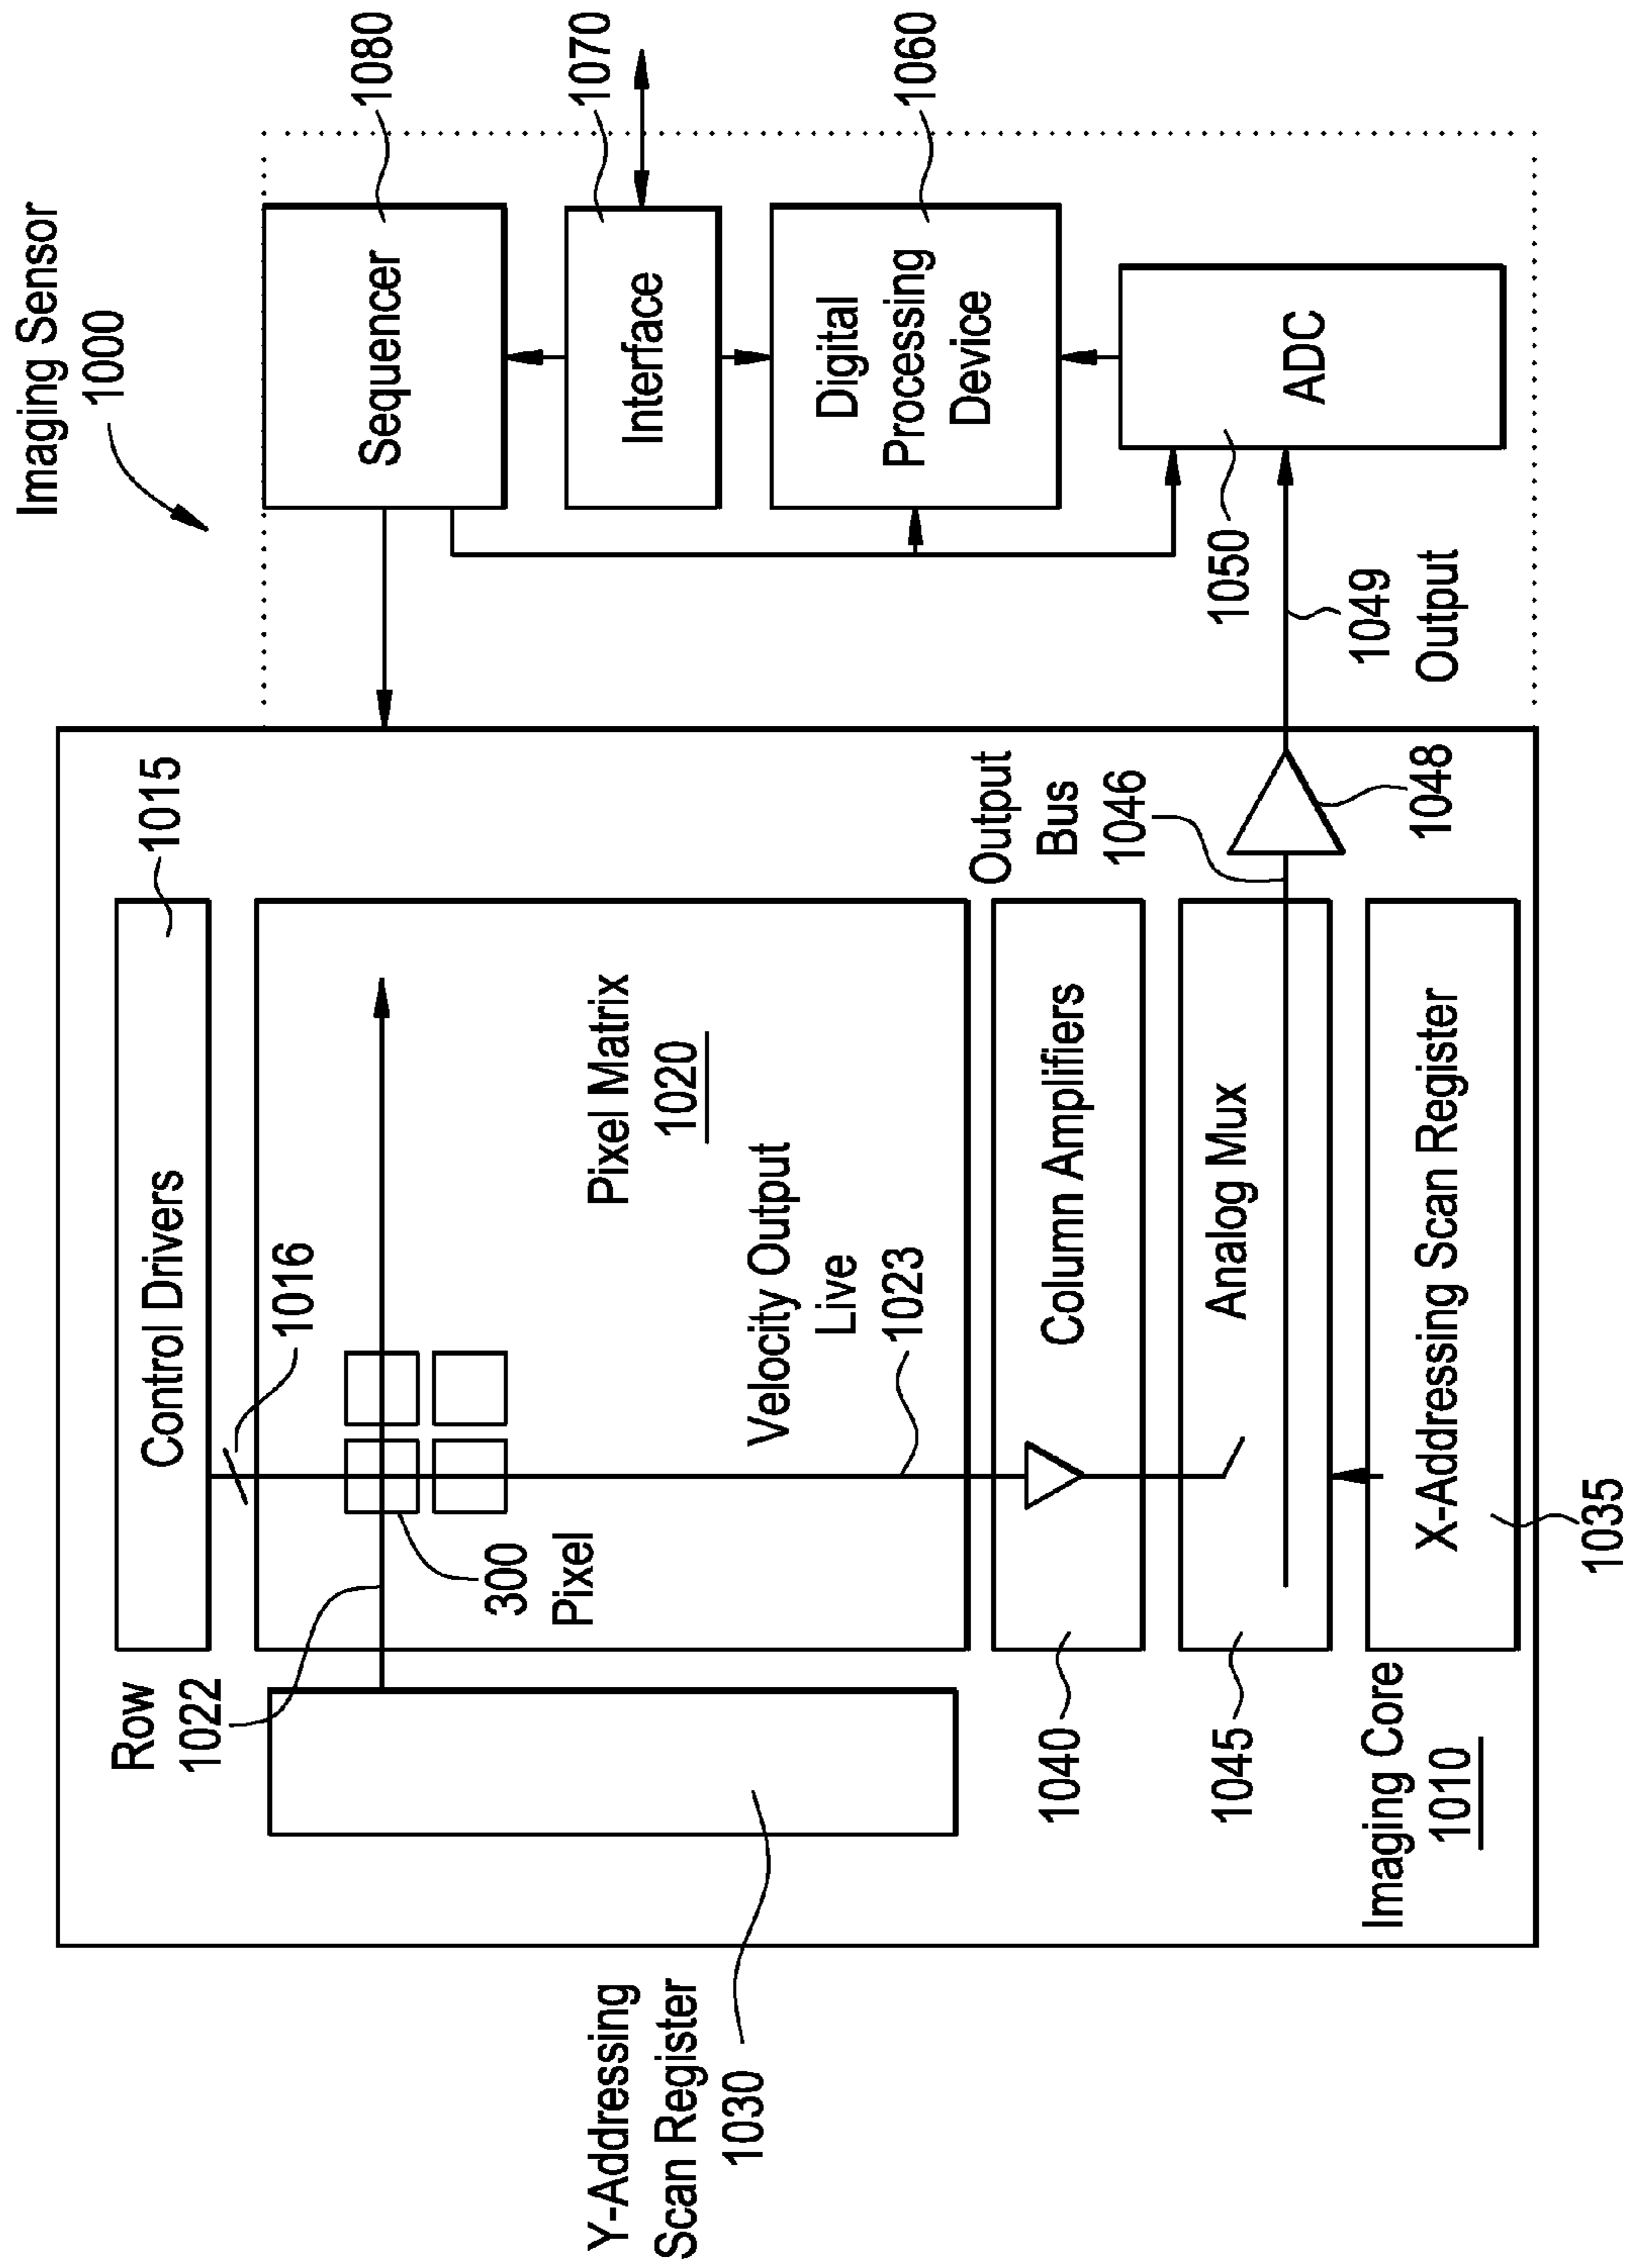 Imaging Sensor
1000
Control Drivers
1015
Row
1022
1016
Sequencer
1080
Interface
1070
Digital
Processing
Device
1060
ADC
1050
Pixel Matrix
1020
300
Pixel
Velocity Output
Live
1023
Y-Addressing
Scan Register
1030
Column Amplifiers
1040
Output
Bus
1046
Analog Mux
1045
1048
1049
Output
X-Addressing Scan Register
1035
Imaging Core
1010